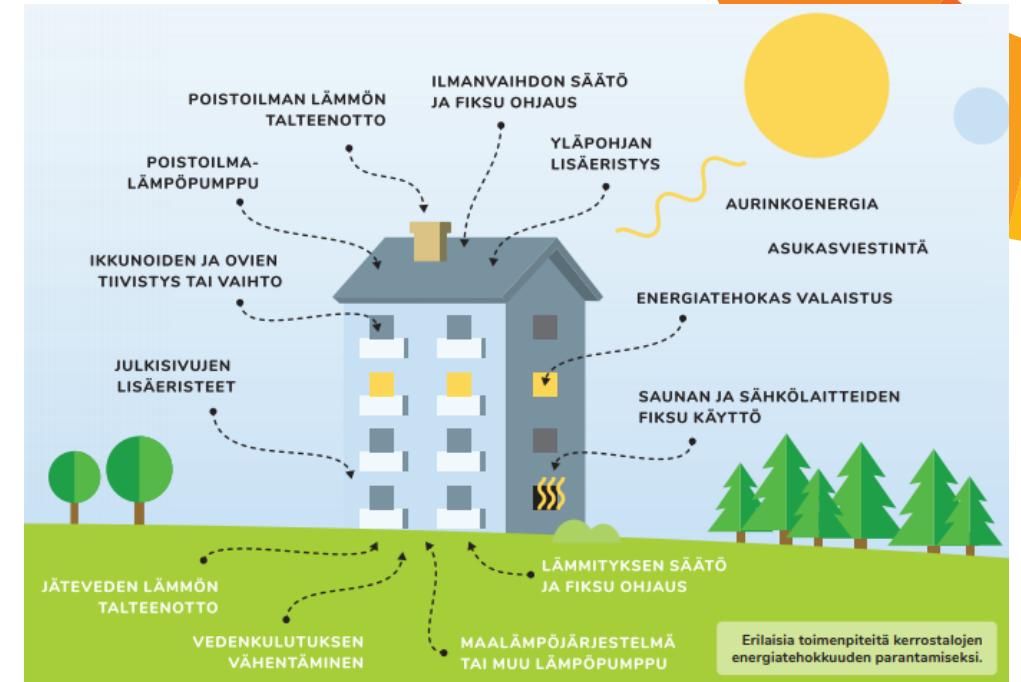 POISTOILMAN LÄMMÖN
TALTEENOTTO
ILMANVAIHDON SÄÄTÖ
JA FIKSU OHJAUS
POISTOILMA-
LÄMPÖPUMPPU
YLÄPOHJAN
LISÄERISTYS
AURINKOENERGIA
ASUKASVIESTINTÄ
IKKUNOIDEN JA OVIEN
TIIVISTYS TAI VAIHTO
ENERGIATEHOKAS VALAISTUS
JULKISIVUJEN
LISÄERISTEET
SAUNAN JA SÄHKÖLAITTEIDEN
FIKSU KÄYTTÖ
JÄTEVEDEN LÄMMÖN
TALTEENOTTO
LÄMMITYKSEN SÄÄTÖ
JA FIKSU OHJAUS
VEDENKULUTUKSEN
VÄHENTÄMINEN
MAALÄMPÖJÄRJESTELMÄ
TAI MUU LÄMPÖPUMPPU
Erilaisia toimenpiteitä kerrostalojen
energiatehokkuuden parantamiseksi.